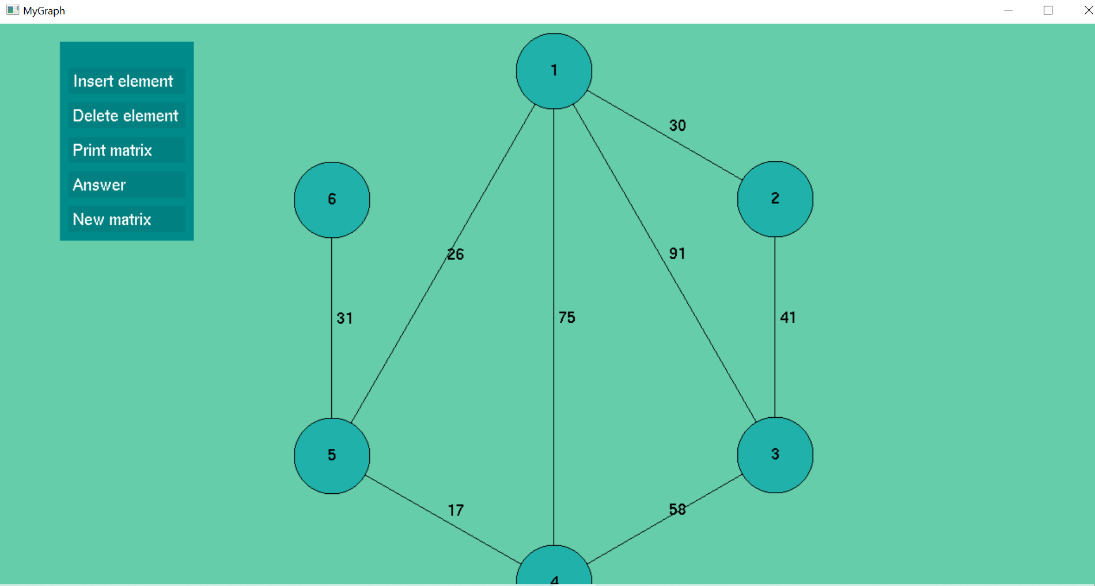 MyGraph
Insert element
Delete element
Print matrix
Answer
New matrix
1
30
6
2
26
91
31
75
41
5
3
17
58
4